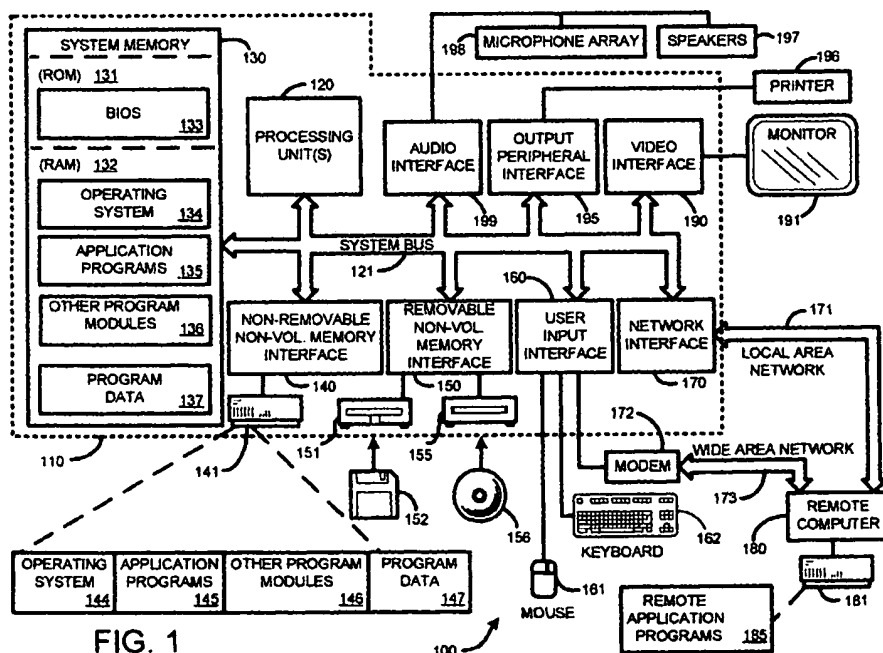 SYSTEM MEMORY
130
(ROM) 131
BIOS
133
(RAM) 132
OPERATING
SYSTEM
134
APPLICATION
PROGRAMS
135
OTHER PROGRAM
MODULES
136
PROGRAM
DATA
137
120
PROCESSING
UNIT(S)
198
MICROPHONE ARRAY
SPEAKERS
197
196
PRINTER
AUDIO
INTERFACE
199
OUTPUT
PERIPHERAL
INTERFACE
195
VIDEO
INTERFACE
190
MONITOR
191
SYSTEM BUS
121
NON-REMOVABLE
NON-VOL. MEMORY
INTERFACE
140
REMOVABLE
NON-VOL.
MEMORY
INTERFACE
150
160
USER
INPUT
INTERFACE
NETWORK
INTERFACE
170
171
LOCAL AREA
NETWORK
110
141
151
152
155
156
172
MODEM
WIDE AREA NETWORK
173
KEYBOARD
162
MOUSE
161
REMOTE
COMPUTER
180
181
REMOTE
APPLICATION
PROGRAMS
185
OPERATING
SYSTEM
144
APPLICATION
PROGRAMS
145
OTHER PROGRAM
MODULES
146
PROGRAM
DATA
147
FIG. 1
100